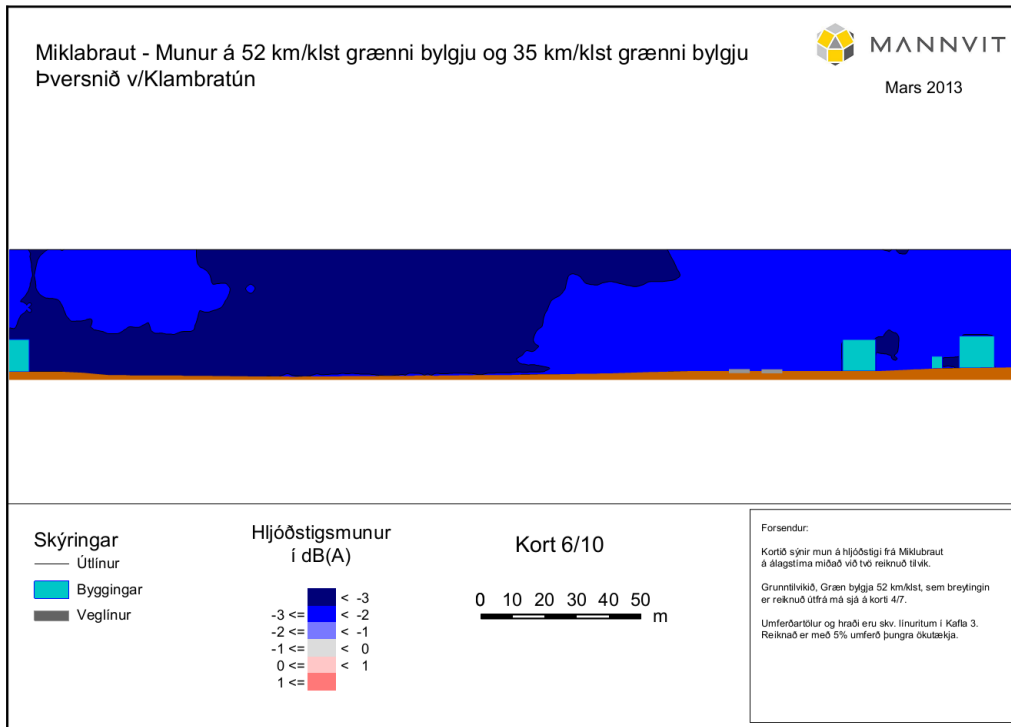 Miklabraut - Munur á 52 km/klst grænni bylgju og 35 km/klst grænni bylgju
Þversnið v/Klambratún
MANNVIT
Mars 2013
Skýringar
Útlínur
Byggingar
Veglínur
Hljóðstigsmunur
í dB(A)
< -3
-3 <= < -2
-2 <= < -1
-1 <= < 0
0 <= < 1
1 <=
Kort 6/10
0 10 20 30 40 50
m
Forsendur:
Kortið sýnir mun á hljóðstigi frá Miklubraut
á álagstíma miðað við tvö reiknuð tilvik.
Grunntilvikið, Græn bylgja 52 km/klst, sem breytingin
er reiknuð útfrá má sjá á korti 4/7.
Umferðartölur og hraði eru skv. línuritum í Kafla 3.
Reiknað er með 5% umferð þungra ökutækja.